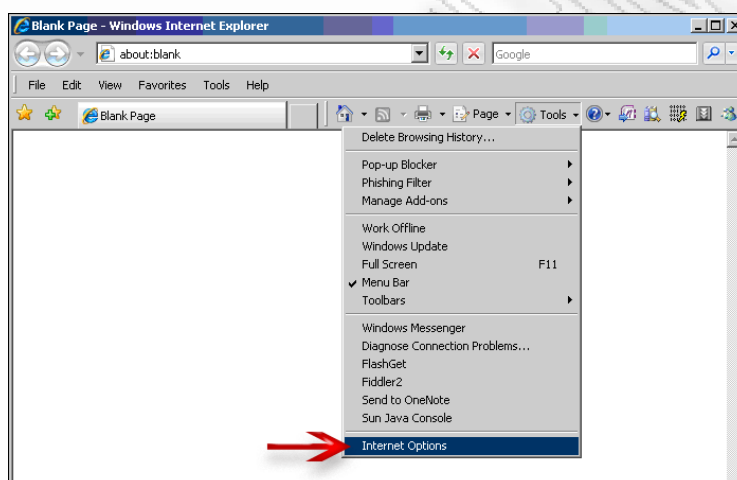 Blank Page - Windows Internet Explorer
about:blank Google
File Edit View Favorites Tools Help
Blank Page Page Tools
Delete Browsing History...
Pop-up Blocker
Phishing Filter
Manage Add-ons
Work Offline
Windows Update
Full Screen F11
Menu Bar
Toolbars
Windows Messenger
Diagnose Connection Problems...
FlashGet
Fiddler2
Send to OneNote
Sun Java Console
Internet Options